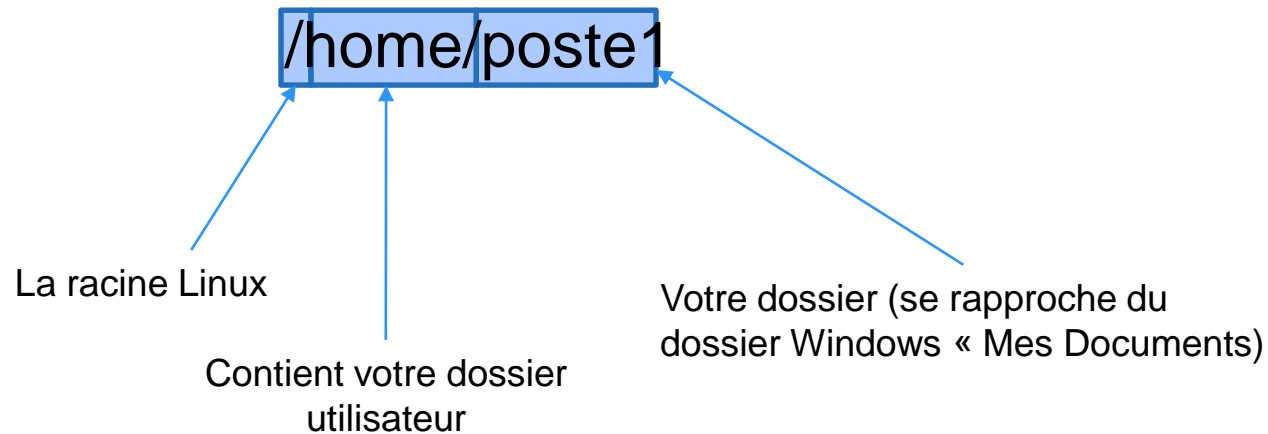 /home/poste1
La racine Linux
Contient votre dossier
utilisateur
Votre dossier (se rapproche du
dossier Windows « Mes Documents)